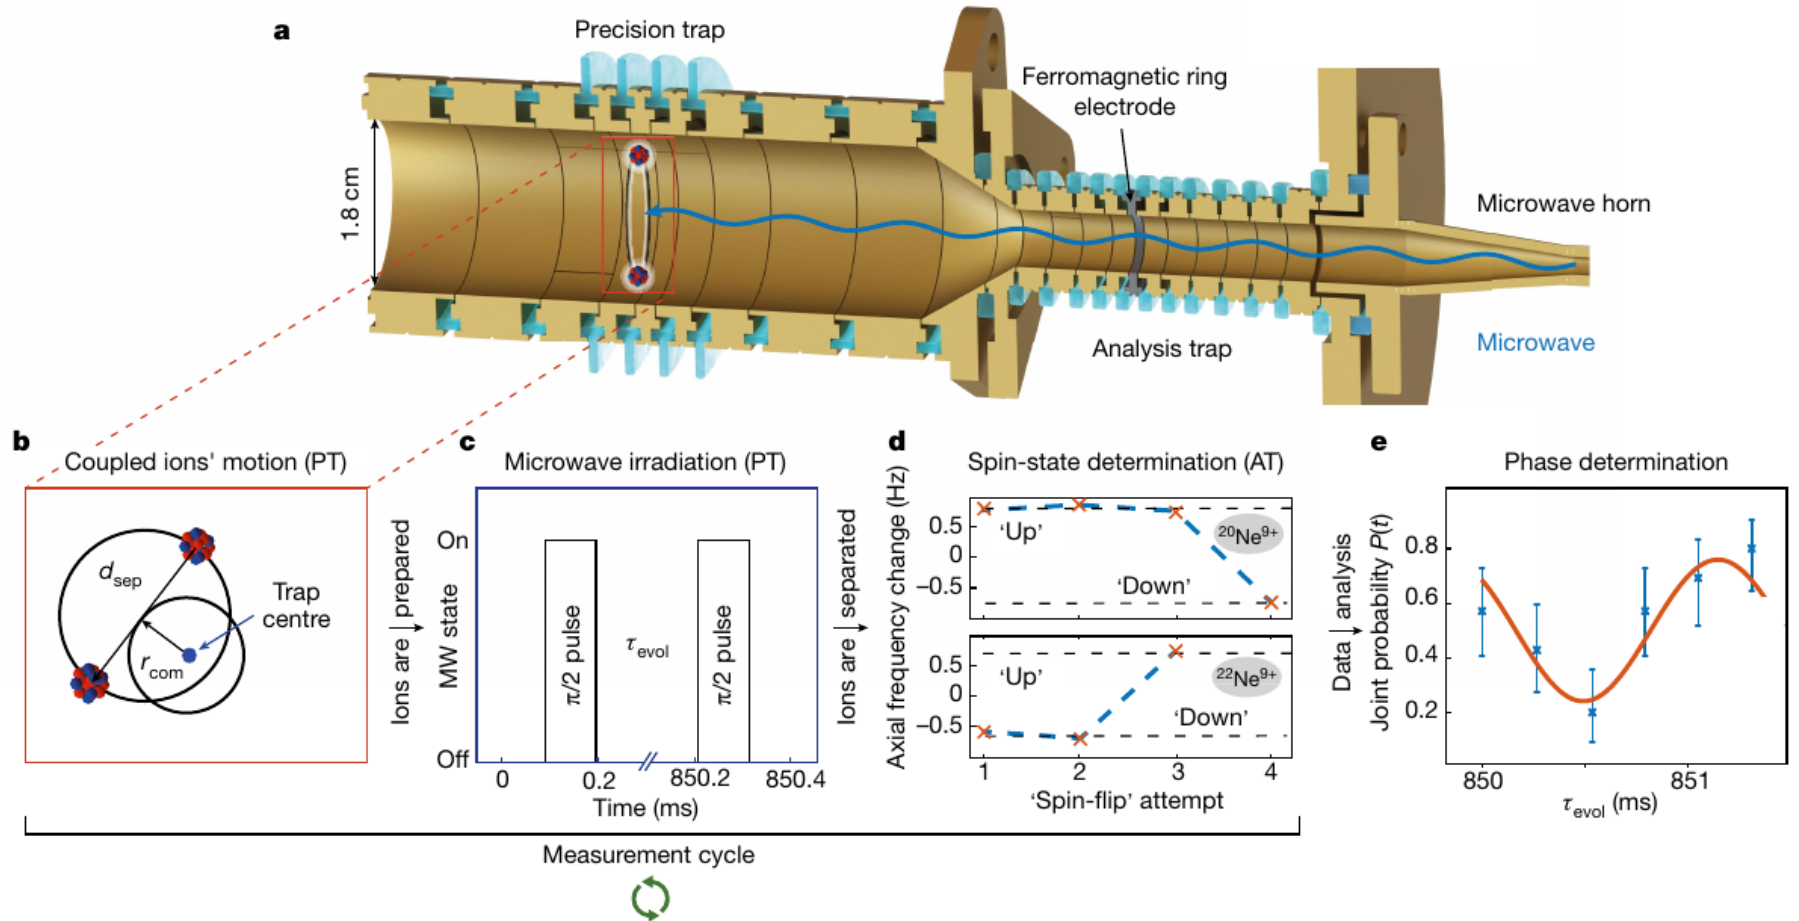 a
Precision trap
Ferromagnetic ring
electrode
1.8 cm
Microwave horn
Analysis trap
Microwave
b
Coupled ions' motion (PT)
d_sep
r_com
Trap
centre
Ions are prepared
c
Microwave irradiation (PT)
MW state
On
Off
π/2 pulse
τ_evol
π/2 pulse
0
0.2
850.2
850.4
Time (ms)
Ions are separated
d
Spin-state determination (AT)
Axial frequency change (Hz)
0.5
0
−0.5
'Up'
'Down'
²⁰Ne⁹⁺
0.5
0
−0.5
'Up'
'Down'
²²Ne⁹⁺
1
2
3
4
'Spin-flip' attempt
Data analysis
e
Phase determination
Joint probability P(t)
0.8
0.6
0.4
0.2
850
851
τ_evol (ms)
Measurement cycle